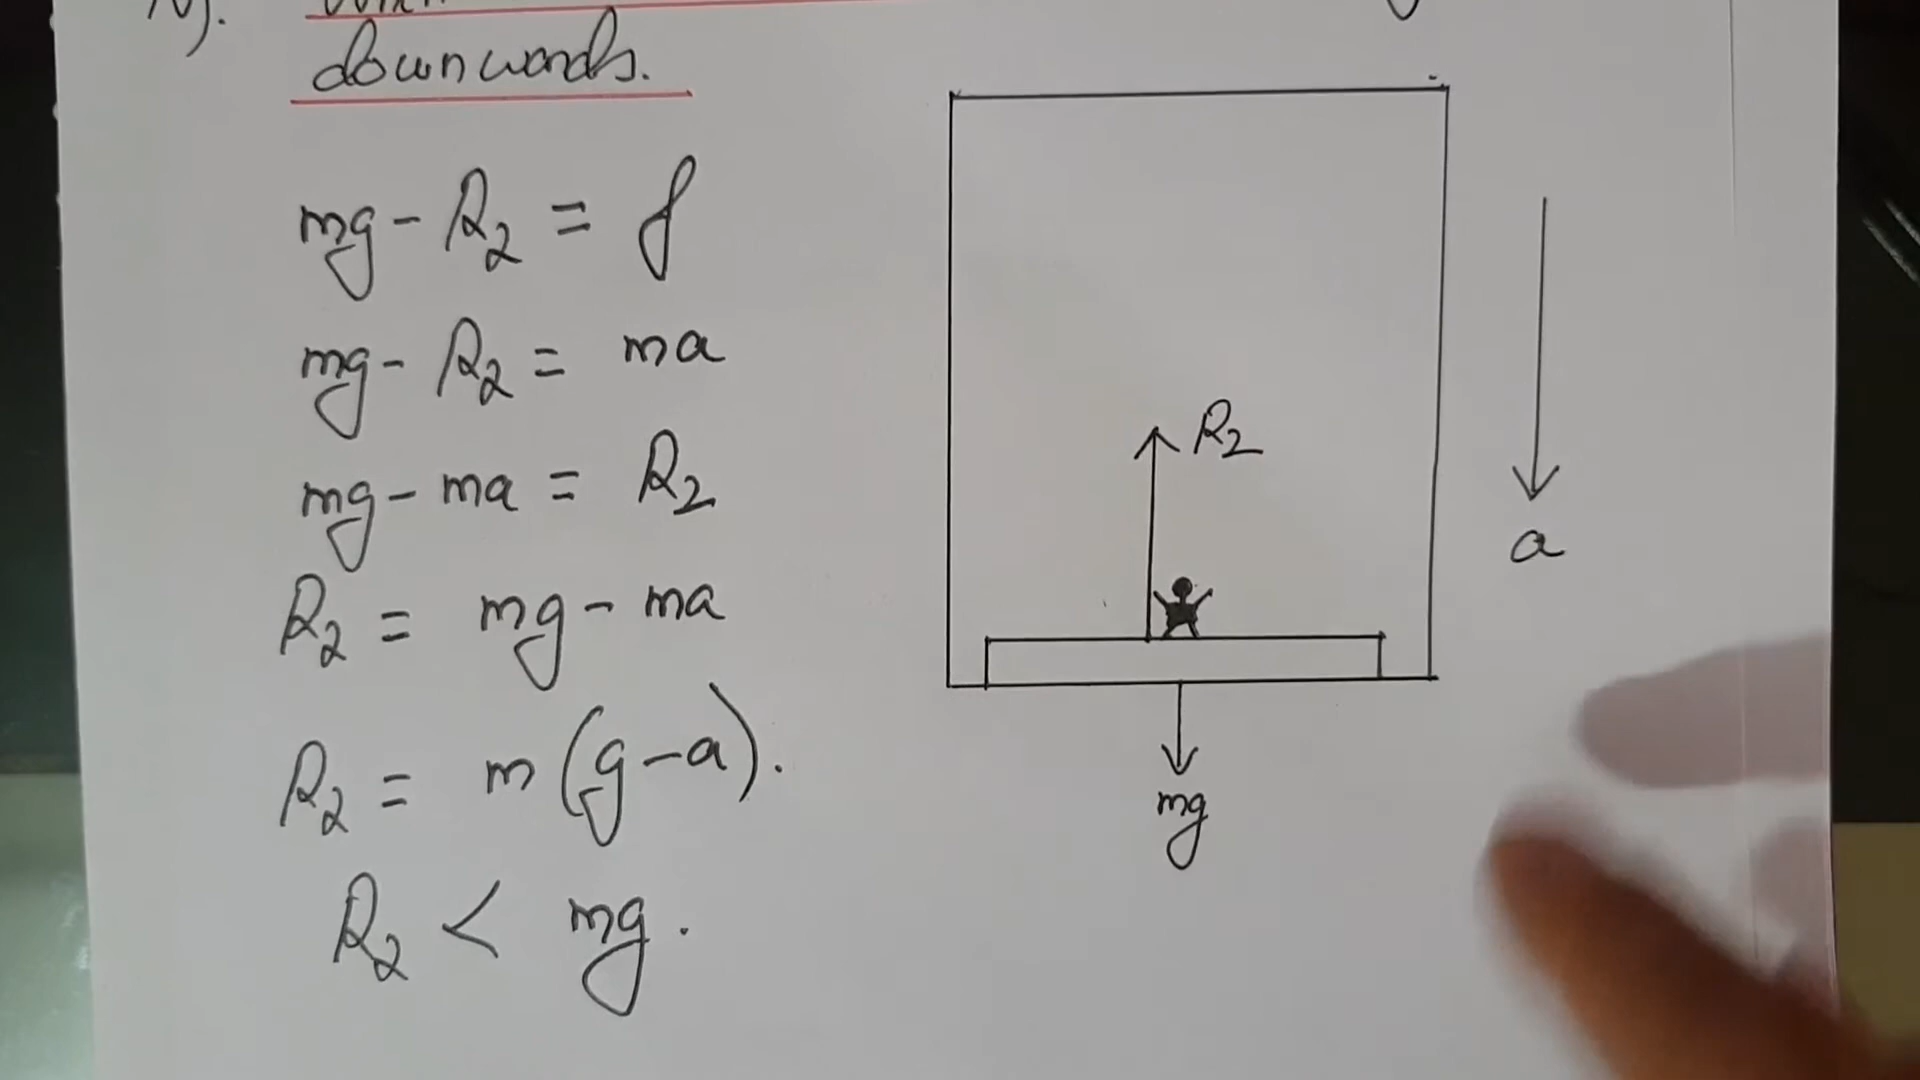 downwards.
mg - R₂ = f
mg - R₂ = ma
mg - ma = R₂
R₂ = mg - ma
R₂ = m(g-a).
R₂ < mg.
R₂
a
mg